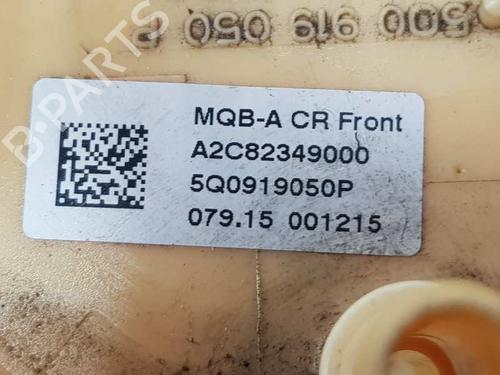 5Q0 919 050 P
MQB-A CR Front
A2C82349000
5Q0919050P
079.15 001215
B-PARTS